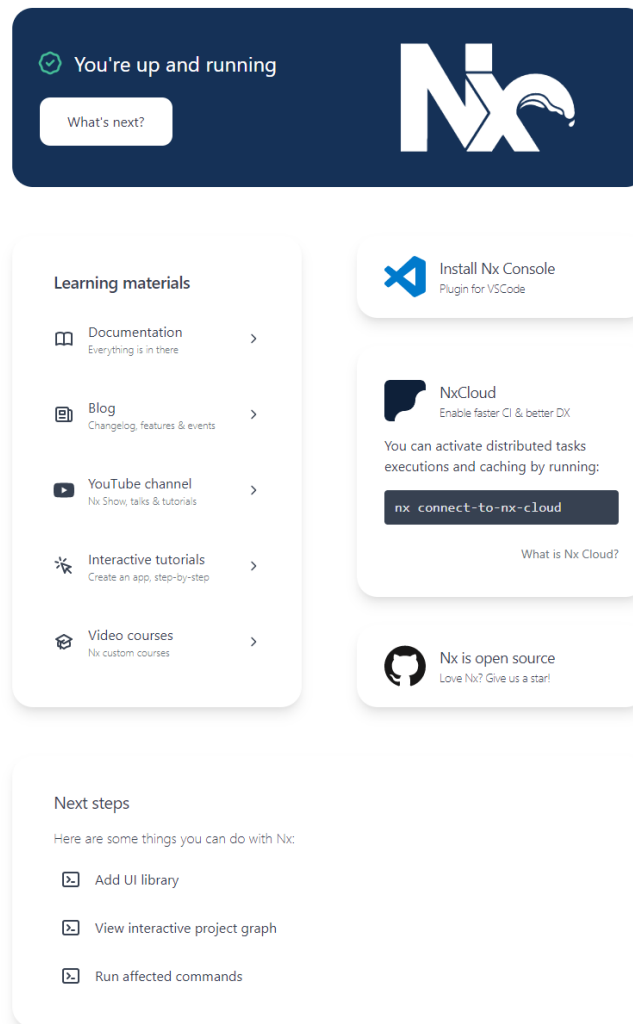 You're up and running
What's next?
Nx
Learning materials
Documentation
Everything is in there
Blog
Changelog, features & events
YouTube channel
Nx Show, talks & tutorials
Interactive tutorials
Create an app, step-by-step
Video courses
Nx custom courses
Install Nx Console
Plugin for VSCode
NxCloud
Enable faster CI & better DX
You can activate distributed tasks
executions and caching by running:
nx connect-to-nx-cloud
What is Nx Cloud?
Nx is open source
Love Nx? Give us a star!
Next steps
Here are some things you can do with Nx:
Add UI library
View interactive project graph
Run affected commands